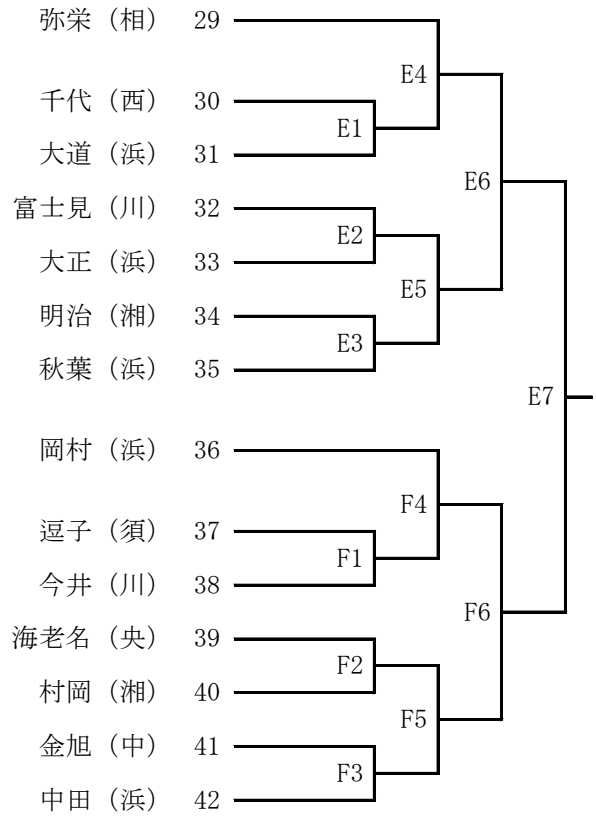 弥栄（相） 29
E4
千代（西） 30
E1
大道（浜） 31
E6
富士見（川） 32
E2
大正（浜） 33
E5
明治（湘） 34
E3
秋葉（浜） 35
E7
岡村（浜） 36
F4
逗子（須） 37
F1
今井（川） 38
F6
海老名（央） 39
F2
村岡（湘） 40
F5
金旭（中） 41
F3
中田（浜） 42